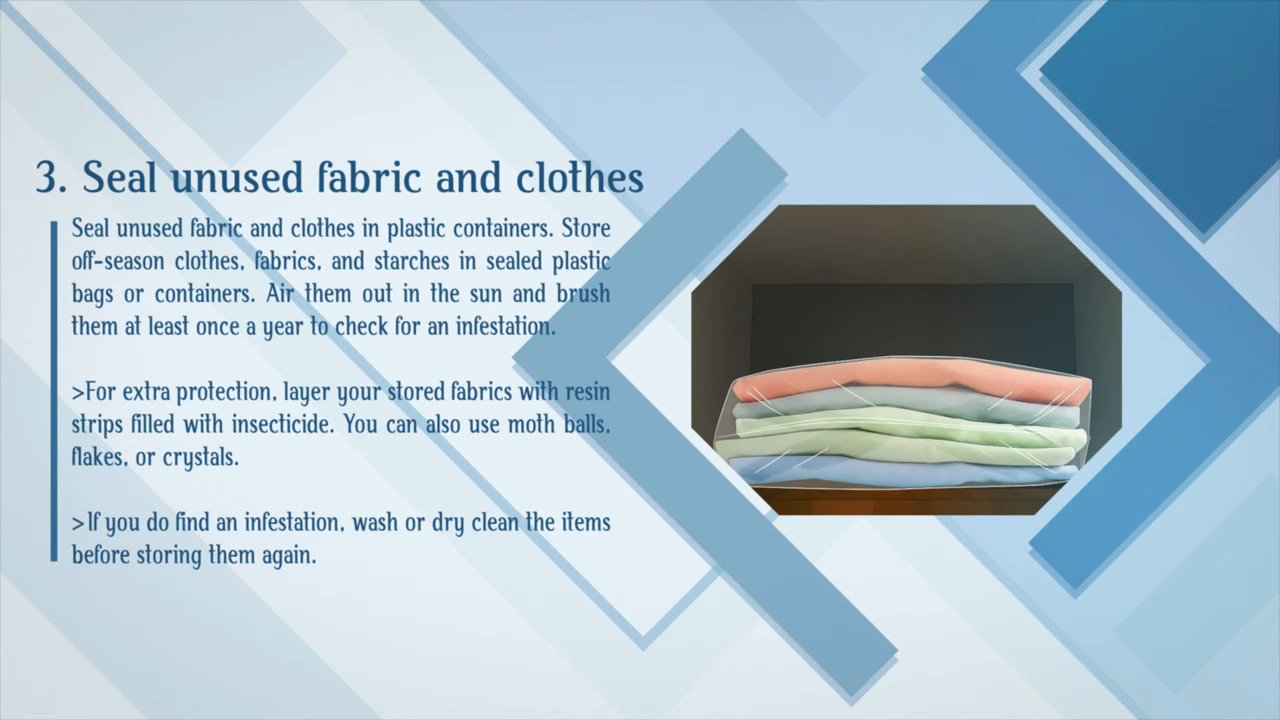 3. Seal unused fabric and clothes
Seal unused fabric and clothes in plastic containers. Store
off-season clothes, fabrics, and starches in sealed plastic
bags or containers. Air them out in the sun and brush
them at least once a year to check for an infestation.
>For extra protection, layer your stored fabrics with resin
strips filled with insecticide. You can also use moth balls,
flakes, or crystals.
>If you do find an infestation, wash or dry clean the items
before storing them again.